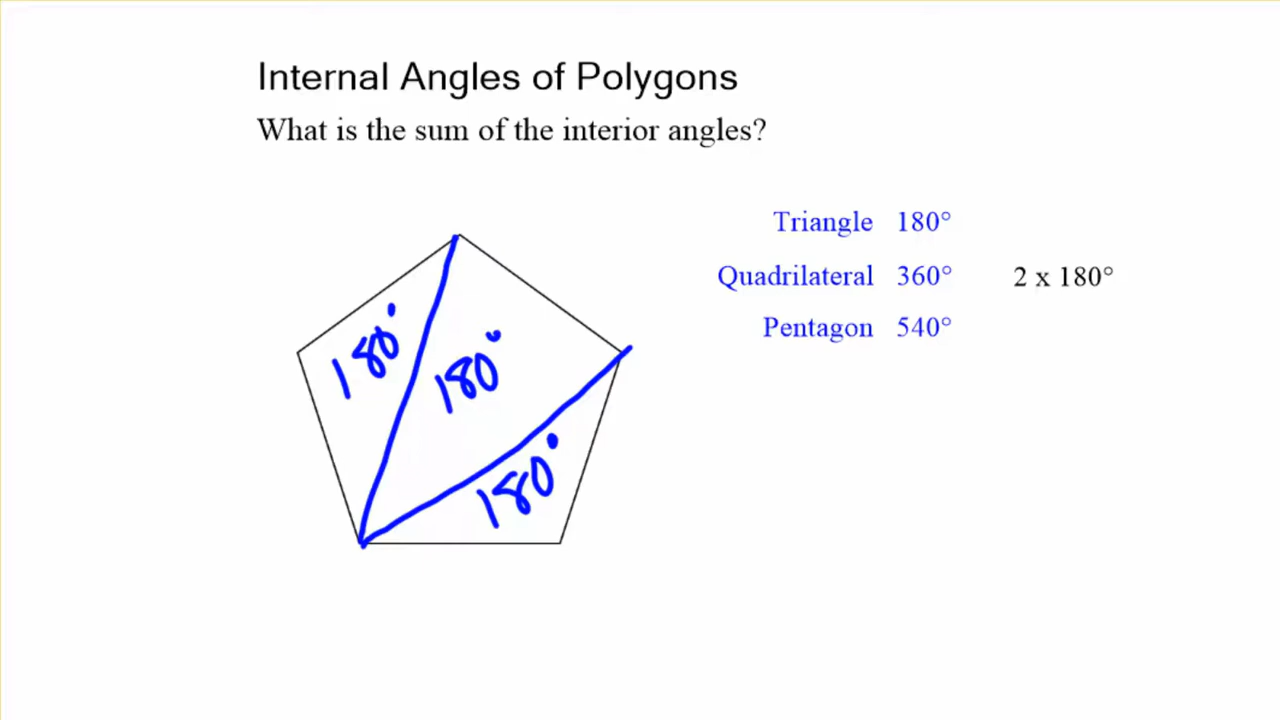 Internal Angles of Polygons
What is the sum of the interior angles?
Triangle 180°
Quadrilateral 360° 2 x 180°
Pentagon 540°
180°
180°
180°